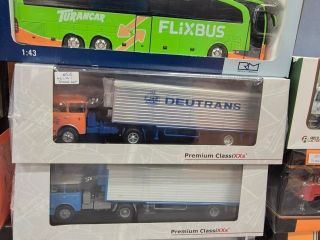 TURANCAR
FLiXBUS
1:43
DEUTRANS
Premium ClassiXXs
Premium ClassiXXs